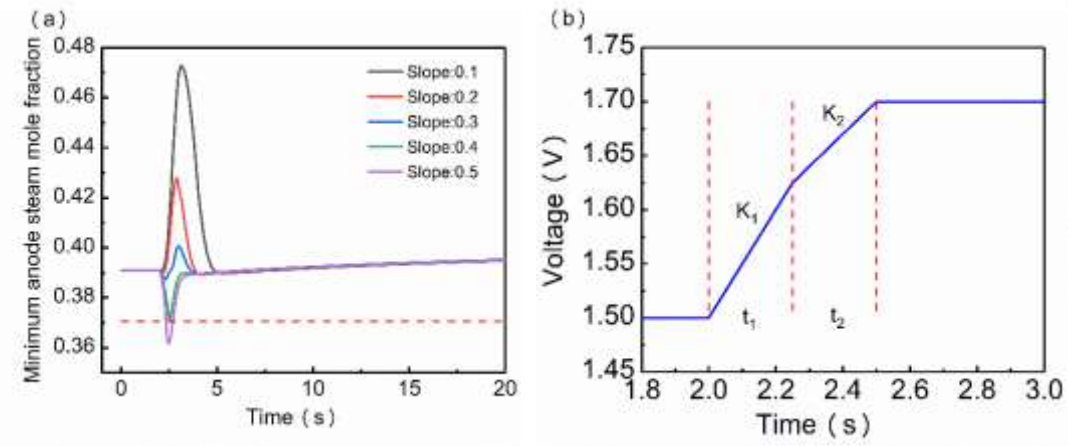 (a)
Minimum anode steam mole fraction
0.48
0.46
0.44
0.42
0.40
0.38
0.36
Slope:0.1
Slope:0.2
Slope:0.3
Slope:0.4
Slope:0.5
0 5 10 15 20
Time (s)
(b)
Voltage (V)
1.75
1.70
1.65
1.60
1.55
1.50
1.45
K₁
K₂
t₁ t₂
1.8 2.0 2.2 2.4 2.6 2.8 3.0
Time (s)